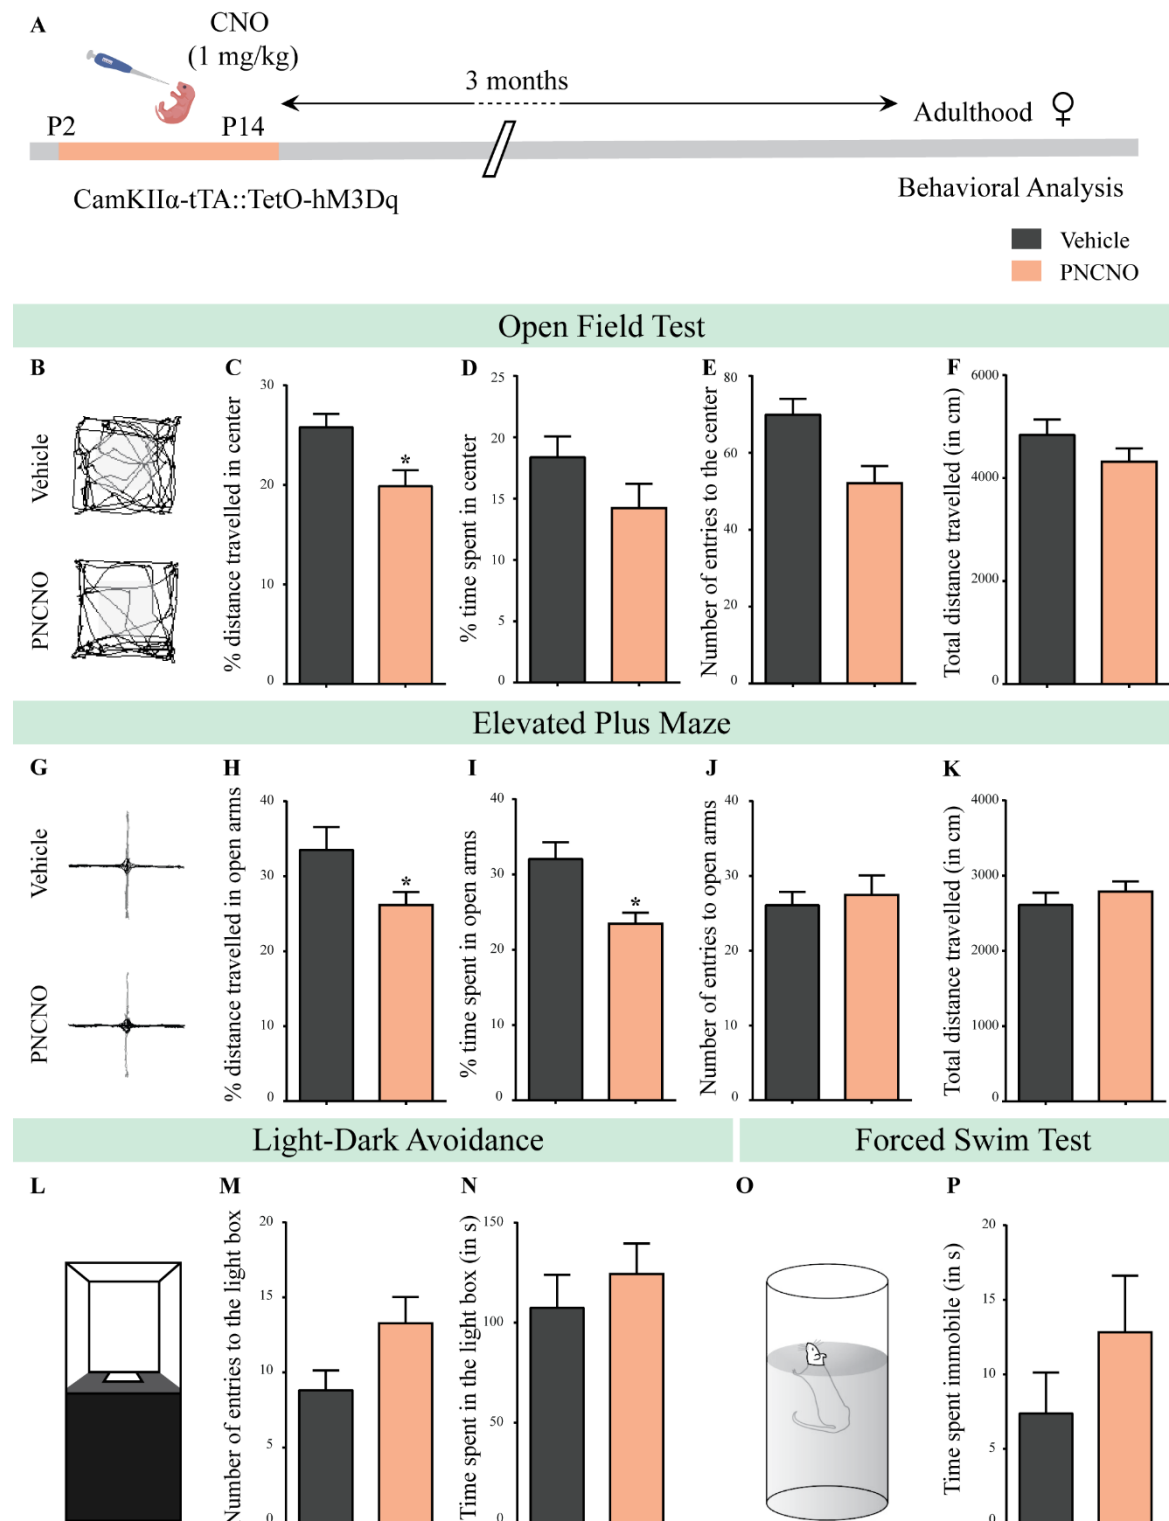 A
CNO
(1 mg/kg)
3 months
P2
P14
Adulthood ♀
CamKIIα-tTA::TetO-hM3Dq
Behavioral Analysis
Vehicle
PNCNO
Open Field Test
B
Vehicle
PNCNO
C
% distance travelled in center
30
20
10
0
*
D
% time spent in center
25
20
15
10
5
0
E
Number of entries to the center
80
60
40
20
0
F
Total distance travelled (in cm)
6000
4000
2000
0
Elevated Plus Maze
G
Vehicle
PNCNO
H
% distance travelled in open arms
40
30
20
10
0
*
I
% time spent in open arms
40
30
20
10
0
*
J
Number of entries to open arms
40
30
20
10
0
K
Total distance travelled (in cm)
4000
3000
2000
1000
0
Light-Dark Avoidance
Forced Swim Test
L
M
Number of entries to the light box
20
15
10
5
0
N
Time spent in the light box (in s)
150
100
50
0
O
P
Time spent immobile (in s)
20
15
10
5
0